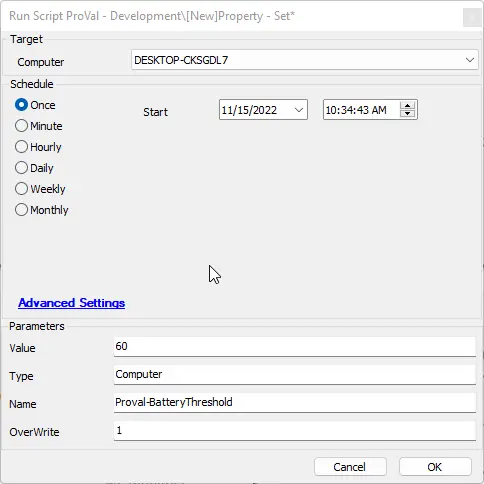 Run Script ProVal - Development\[New]Property - Set*
Target
Computer DESKTOP-CKSGDL7
Schedule
Once Start 11/15/2022 10:34:43 AM
Minute
Hourly
Daily
Weekly
Monthly
Advanced Settings
Parameters
Value 60
Type Computer
Name Proval-BatteryThreshold
OverWrite 1
Cancel OK